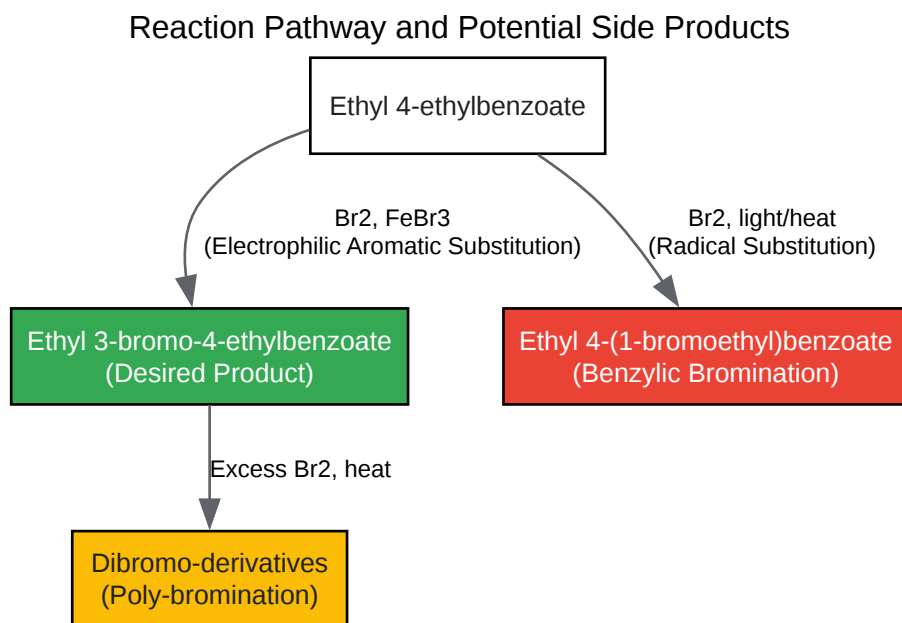 Reaction Pathway and Potential Side Products
Ethyl 4-ethylbenzoate
Br2, FeBr3
(Electrophilic Aromatic Substitution)
Br2, light/heat
(Radical Substitution)
Ethyl 3-bromo-4-ethylbenzoate
(Desired Product)
Ethyl 4-(1-bromoethyl)benzoate
(Benzylic Bromination)
Excess Br2, heat
Dibromo-derivatives
(Poly-bromination)